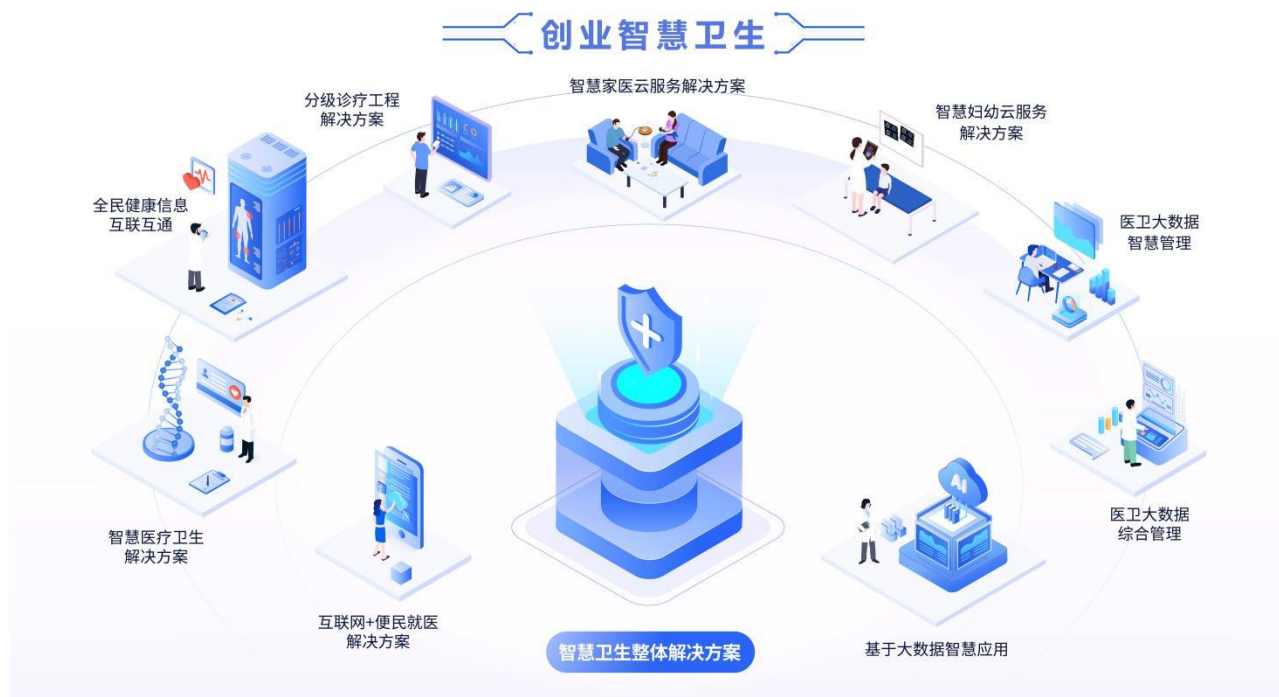 创业智慧卫生
智慧家医云服务解决方案
分级诊疗工程
解决方案
智慧妇幼云服务
解决方案
全民健康信息
互联互通
医卫大数据
智慧管理
AI
医卫大数据
综合管理
智慧医疗卫生
解决方案
互联网+便民就医
解决方案
智慧卫生整体解决方案
基于大数据智慧应用